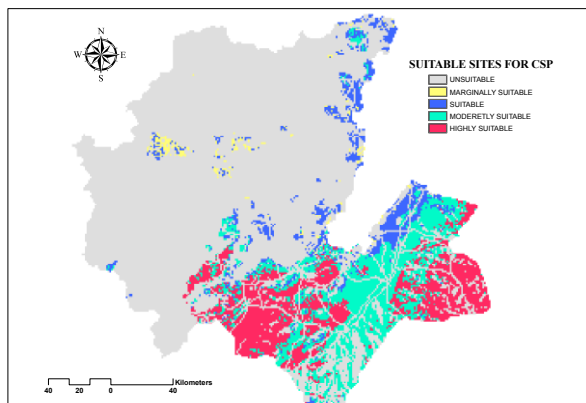 N
W E
S
SUITABLE SITES FOR CSP
UNSUITABLE
MARGINALLY SUITABLE
SUITABLE
MODERETLY SUITABLE
HIGHLY SUITABLE
Kilometers
40 20 0 40